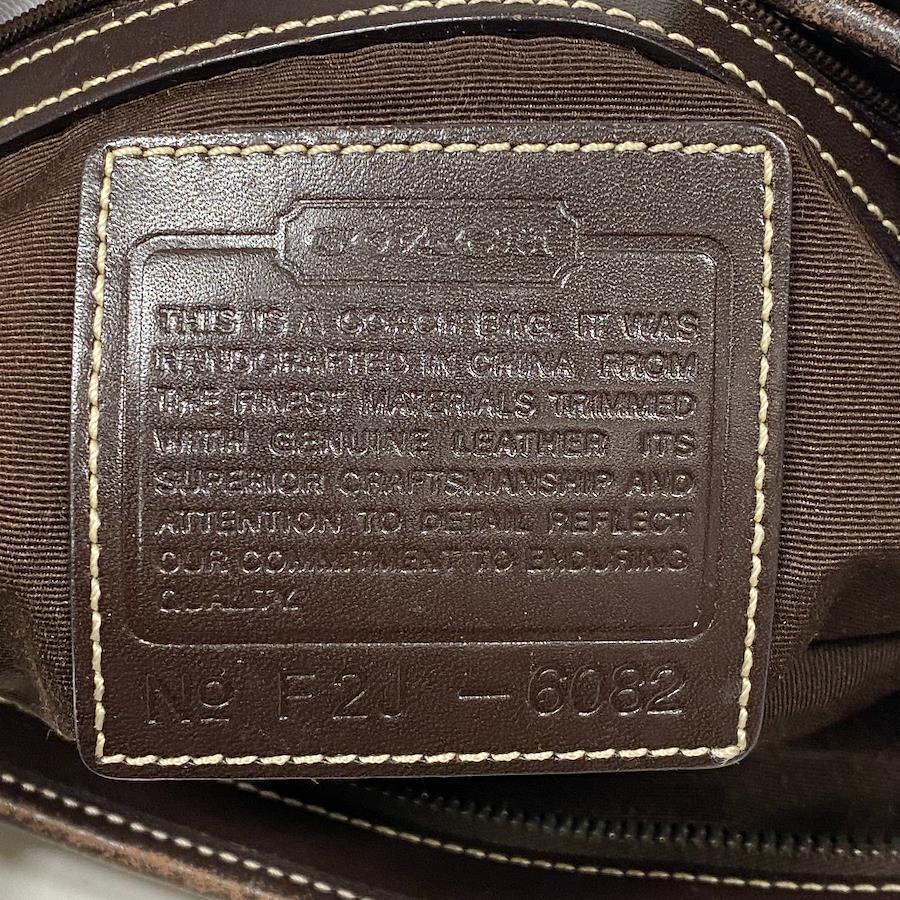 COACH
THIS IS A COACH BAG. IT WAS
HANDCRAFTED IN CHINA FROM
THE FINEST MATERIALS TRIMMED
WITH GENUINE LEATHER ITS
SUPERIOR CRAFTSMANSHIP AND
ATTENTION TO DETAIL REFLECT
OUR COMMITMENT TO ENDURING
QUALITY.
No F2J - 6082